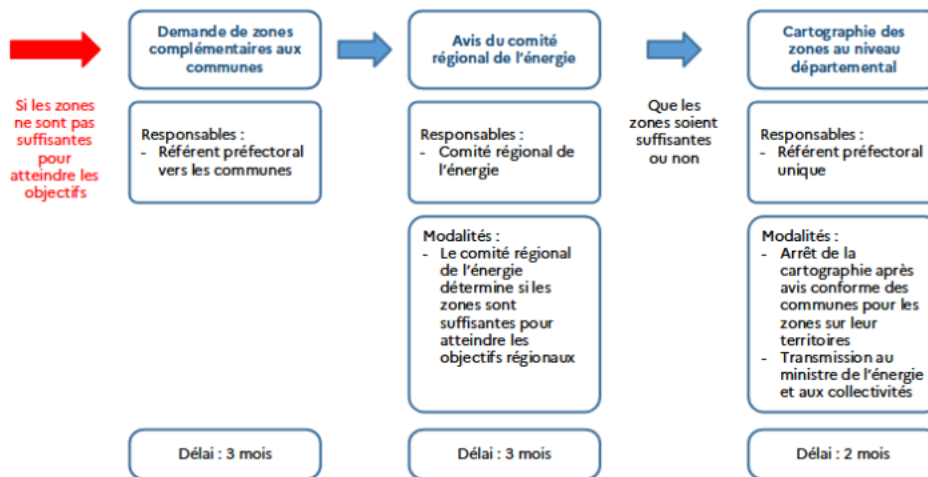 Si les zones
ne sont pas
suffisantes
pour
atteindre les
objectifs
Demande de zones
complémentaires aux
communes
Responsables :
- Référent préfectoral
vers les communes
Délai : 3 mois
Avis du comité
régional de l'énergie
Responsables :
- Comité régional de
l'énergie
Modalités :
- Le comité régional
de l'énergie
détermine si les
zones sont
suffisantes pour
atteindre les
objectifs régionaux
Délai : 3 mois
Que les
zones soient
suffisantes
ou non
Cartographie des
zones au niveau
départemental
Responsables :
- Référent préfectoral
unique
Modalités :
- Arrêt de la
cartographie après
avis conforme des
communes pour les
zones sur leur
territoires
- Transmission au
ministre de l'énergie
et aux collectivités
Délai : 2 mois